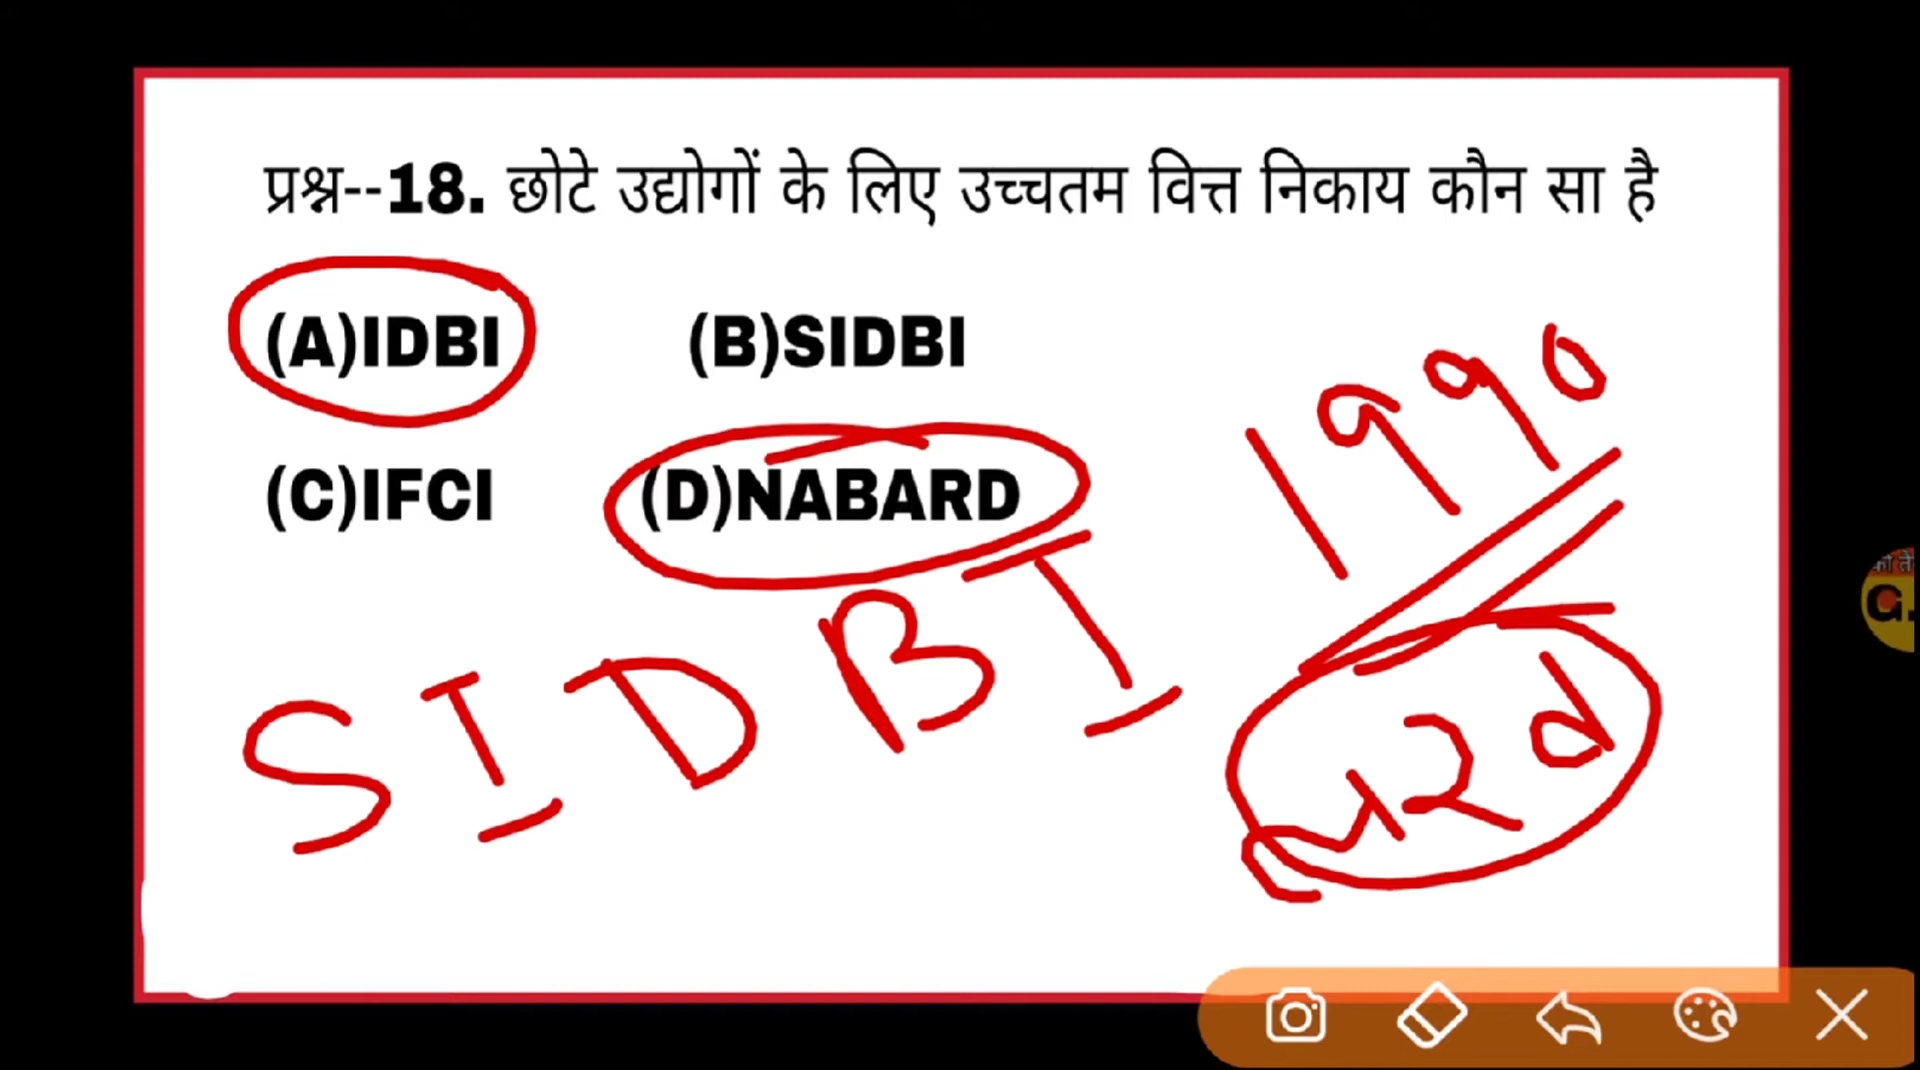 प्रश्न--18. छोटे उद्योगों के लिए उच्चतम वित्त निकाय कौन सा है
(A)IDBI (B)SIDBI
(C)IFCI (D)NABARD
1990
SIDBI